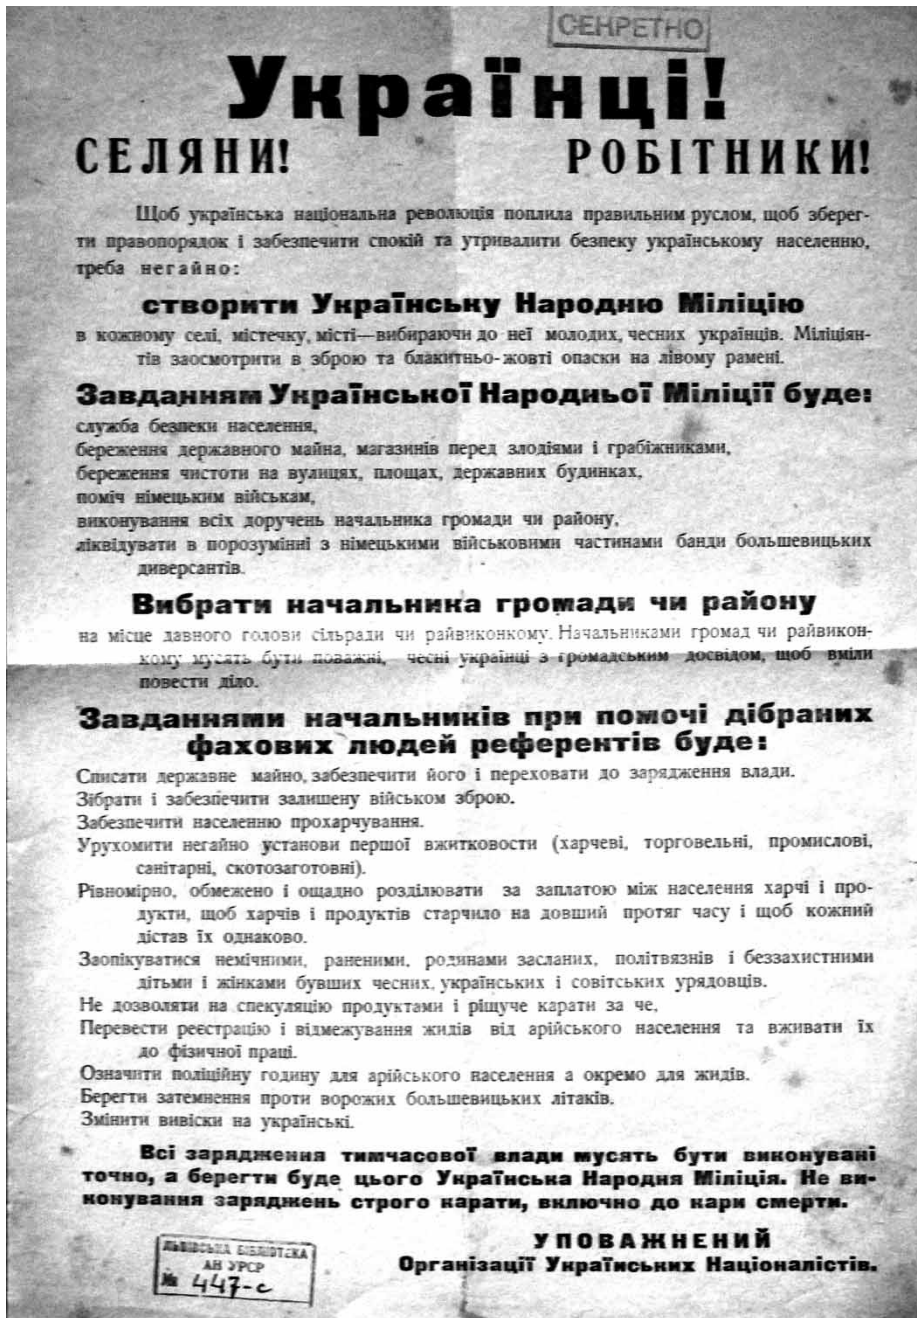 СЕКРЕТНО
Українці!
СЕЛЯНИ! РОБІТНИКИ!
Щоб українська національна революція поплила правильним руслом, щоб зберег-
ти правопорядок і забезпечити спокій та утривалити безпеку українському населенню,
треба негайно:
створити Українську Народню Міліцію
в кожному селі, містечку, місті—вибираючи до неї молодих, чесних українців. Міліціян-
тів заосмотрити в зброю та блакитньо-жовті опаски на лівому рамені.
Завданням Української Народньої Міліції буде:
служба безпеки населення,
береження державного майна, магазинів перед злодіями і грабіжниками,
береження чистоти на вулицях, площах, державних будинках,
поміч німецьким військам,
виконування всіх доручень начальника громади чи району,
ліквідувати в порозумінні з німецькими військовими частинами банди большевицьких
диверсантів.
Вибрати начальника громади чи району
на місце давного голови сільради чи райвиконкому. Начальниками громад чи райвикон-
кому мусять бути поважні, чесні українці з громадським досвідом, щоб вміли
повести діло.
Завданнями начальників при помочі дібраних
фахових людей референтів буде:
Списати державне майно, забезпечити його і переховати до зарядження влади.
Зібрати і забезпечити залишену військом зброю.
Забезпечити населенню прохарчування.
Урухомити негайно установи першої вжитковости (харчеві, торговельні, промислові,
санітарні, скотозаготовні).
Рівномірно, обмежено і ощадно розділювати за заплатою між населення харчі і про-
дукти, щоб харчів і продуктів старчило на довший протяг часу і щоб кожний
дістав їх однаково.
Заопікуватися немічними, раненими, родинами засланих, політвязнів і беззахистними
дітьми і жінками бувших чесних, українських і совітських урядовців.
Не дозволяти на спекуляцію продуктами і рішуче карати за че,
Перевести реєстрацію і відмежування жидів від арійського населення та вживати їх
до фізичної праці.
Означити поліційну годину для арійського населення а окремо для жидів.
Берегти затемнення проти ворожих большевицьких літаків.
Змінити вивіски на українські.
Всі зарядження тимчасової влади мусять бути виконувані
точно, а берегти буде цього Українська Народня Міліція. Не ви-
конування заряджень строго карати, включно до кари смерти.
УПОВАЖНЕНИЙ
Організації Українських Націоналістів.
ЛЬВІВСЬКА БІБЛІОТЕКА
АН УРСР
№ 447-с